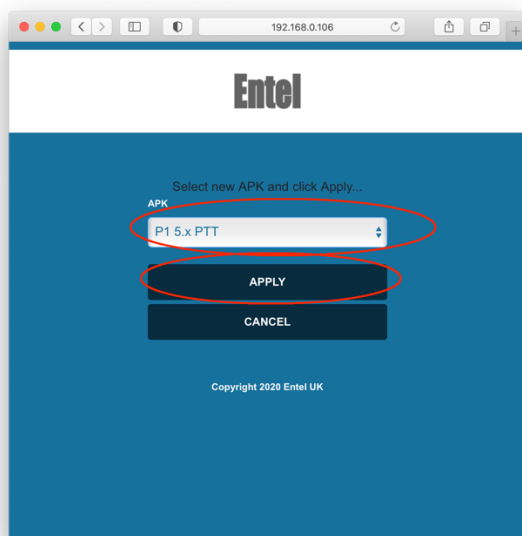 192.168.0.106
Entel
Select new APK and click Apply...
APK
P1 5.x PTT
APPLY
CANCEL
Copyright 2020 Entel UK